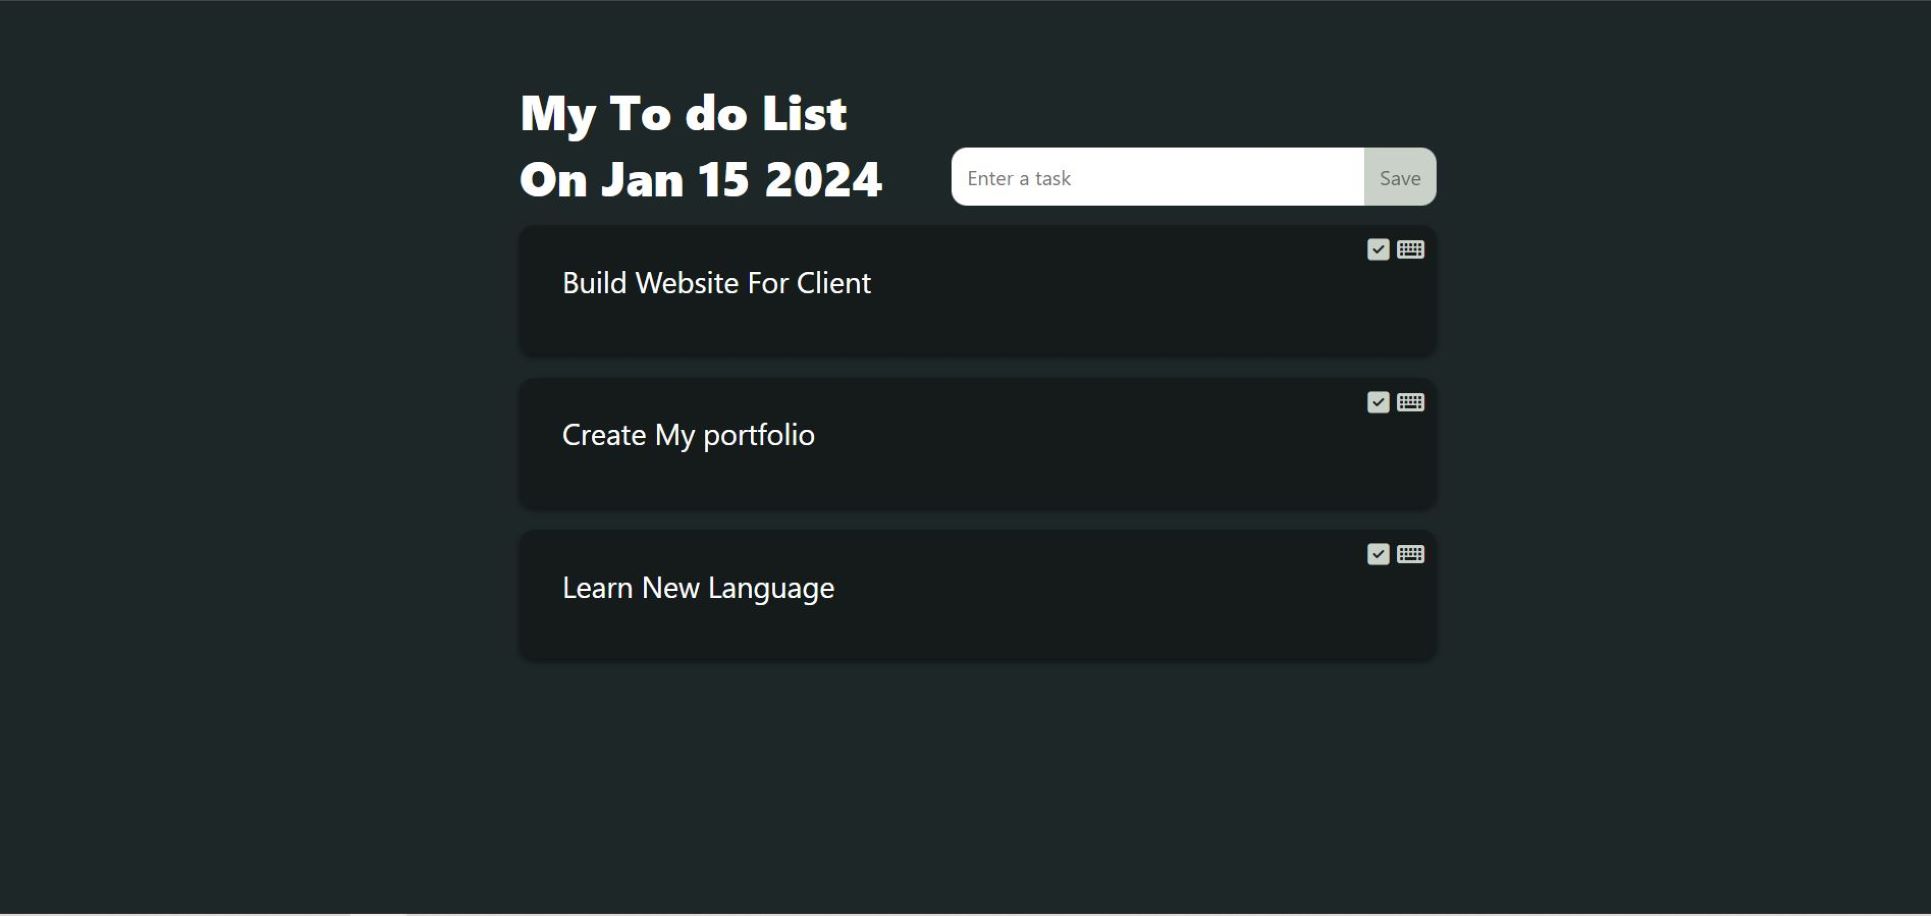 My To do List
On Jan 15 2024
Enter a task
Save
Build Website For Client
Create My portfolio
Learn New Language